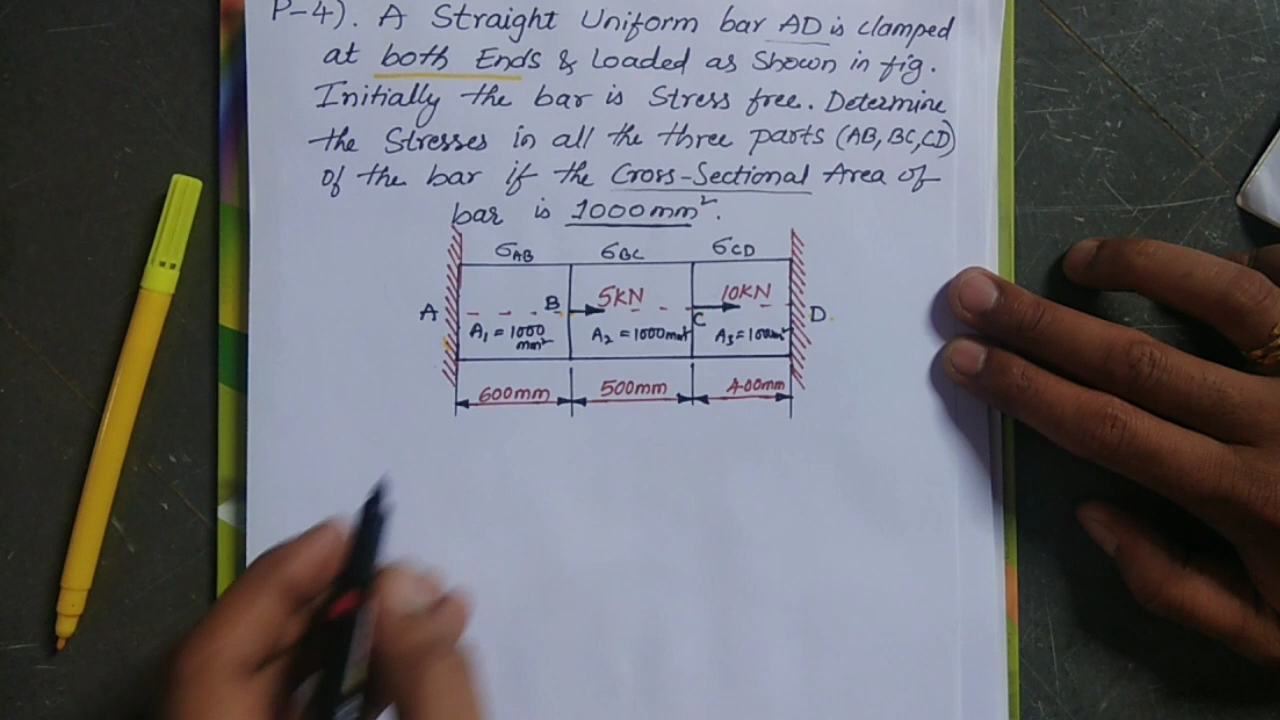 P-4). A Straight Uniform bar AD is clamped
at both Ends & Loaded as Shown in fig.
Initially the bar is Stress free. Determine
the Stresses in all the three parts (AB, BC, CD)
of the bar if the Cross-Sectional Area of
bar is 1000mm².
σAB σBC σCD
A B 5KN C 10KN D
A₁ = 1000 mm² A₂ = 1000mm² A₃ =
600mm 500mm 400mm